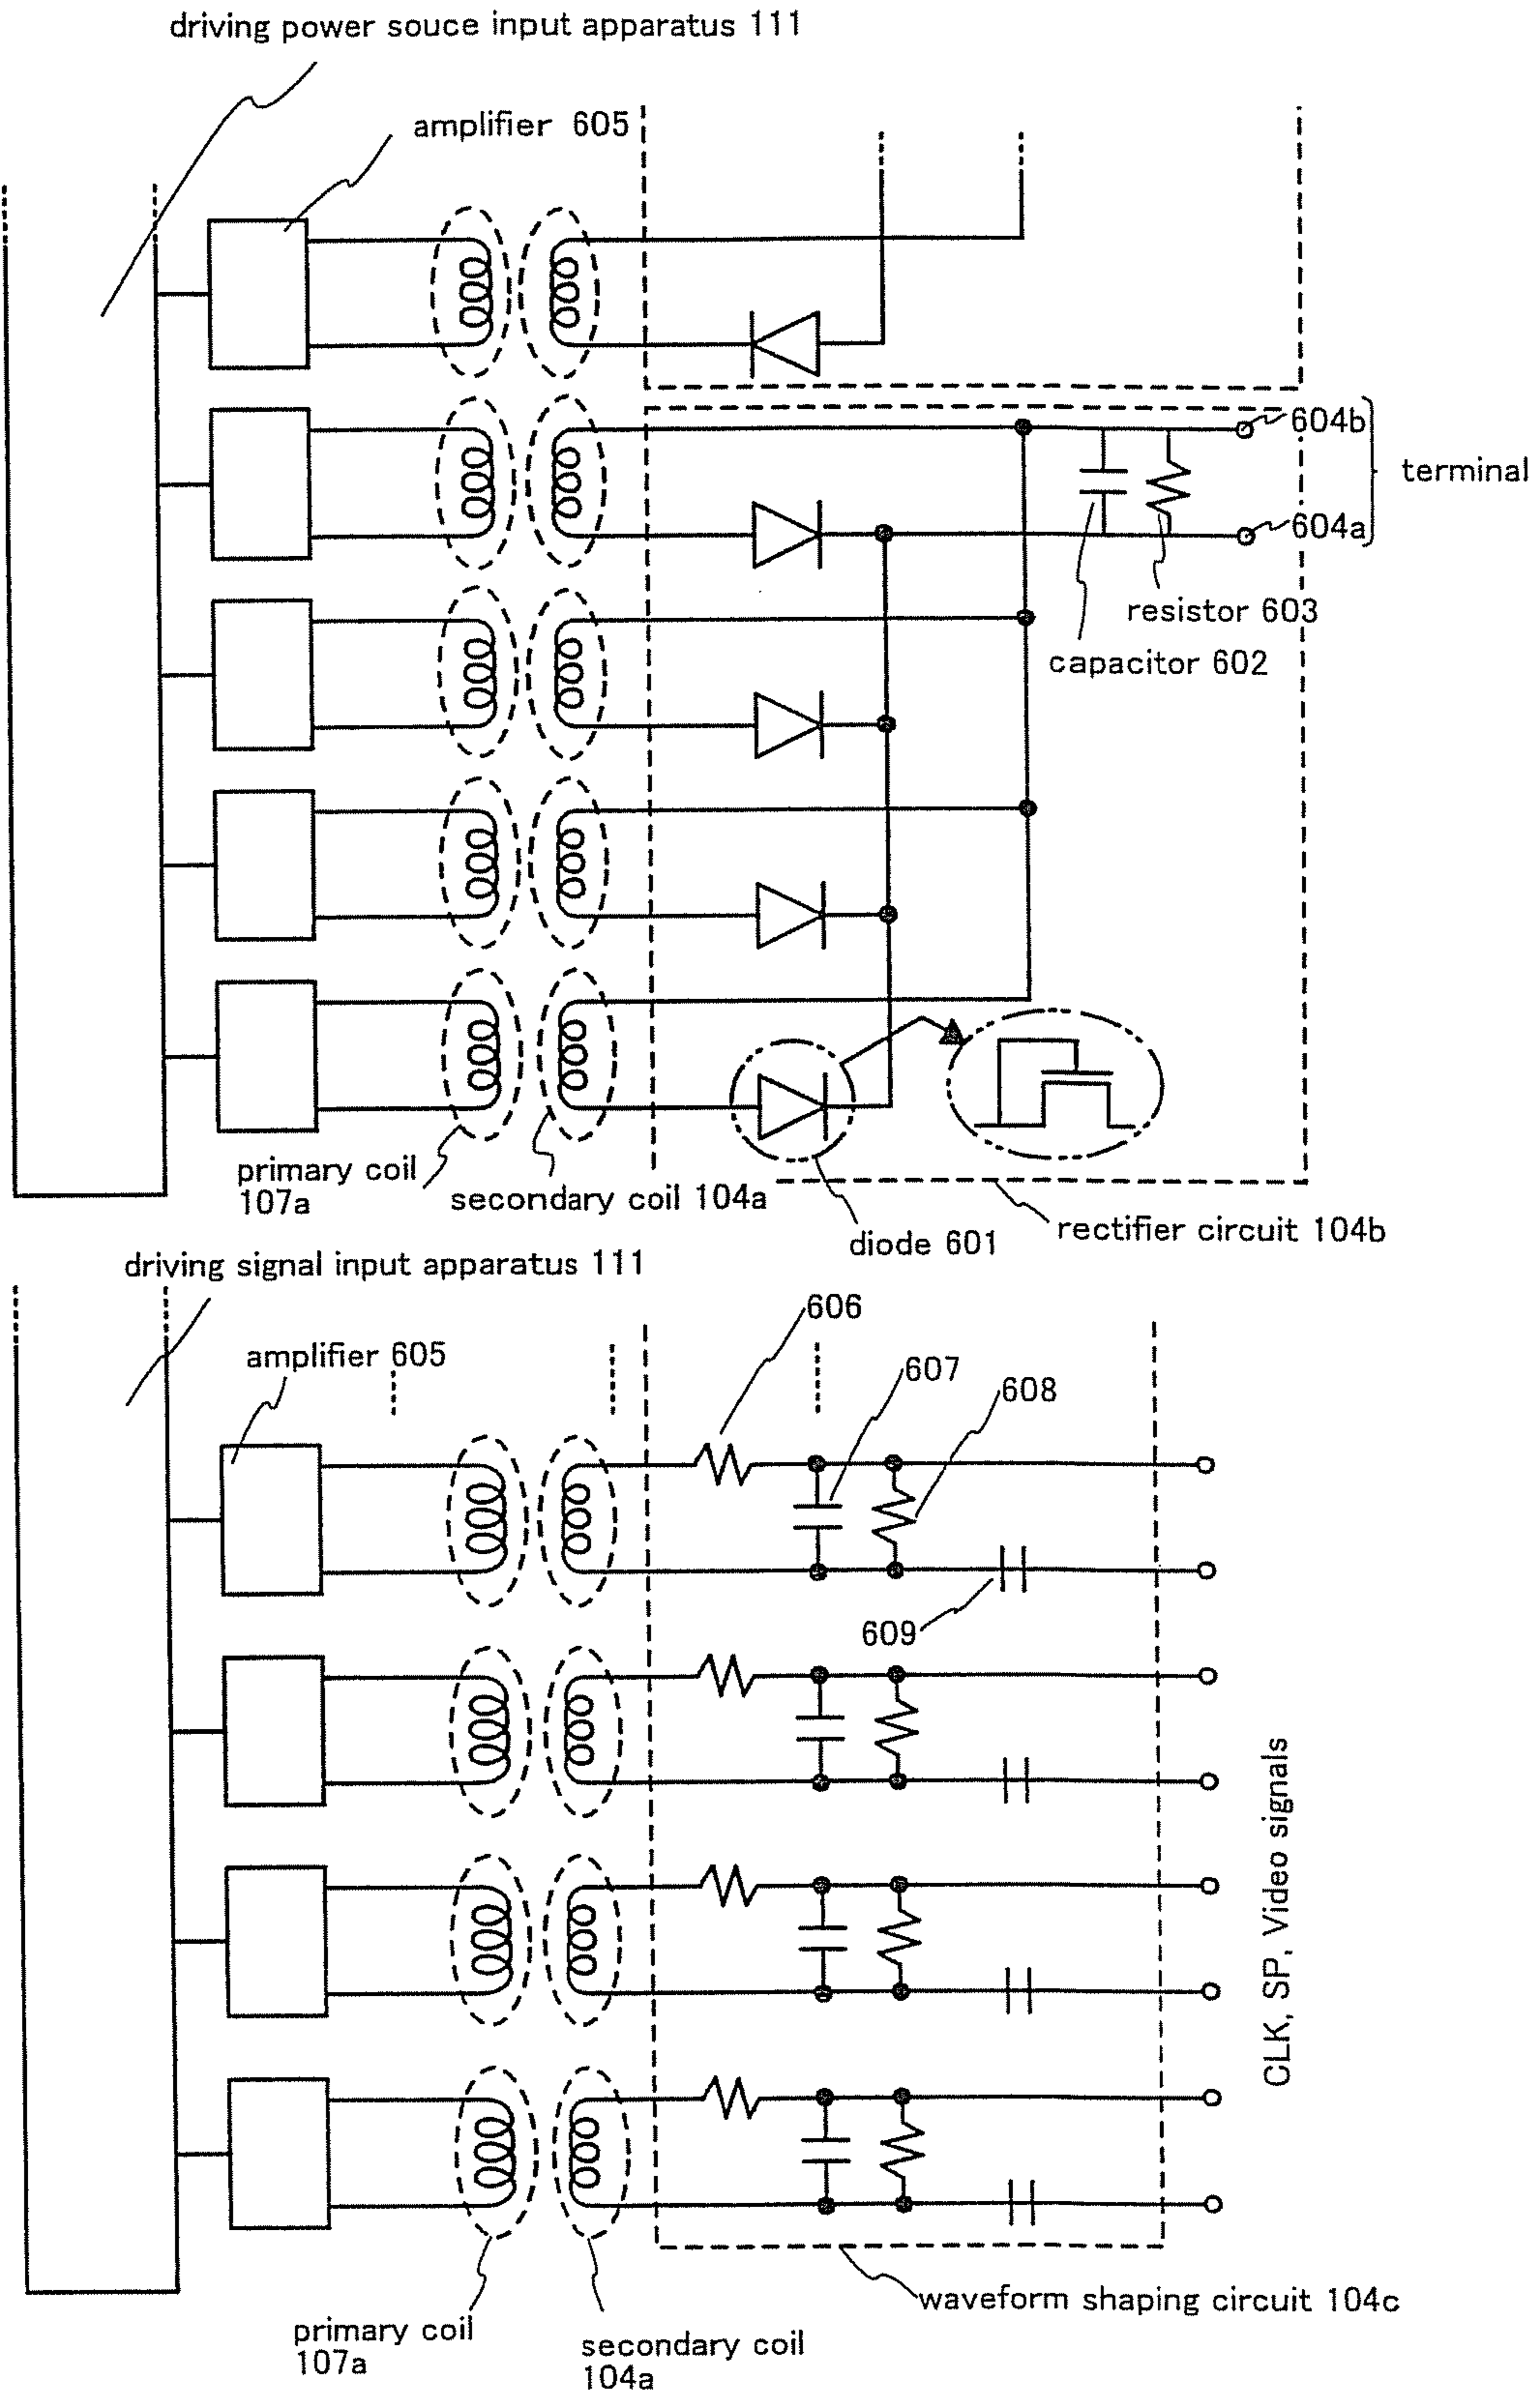 driving power souce input apparatus 111
amplifier 605
604b
terminal
604a
resistor 603
capacitor 602
primary coil
107a
secondary coil 104a
diode 601
rectifier circuit 104b
driving signal input apparatus 111
606
amplifier 605
607
608
609
CLK, SP, Video signals
waveform shaping circuit 104c
primary coil
107a
secondary coil
104a